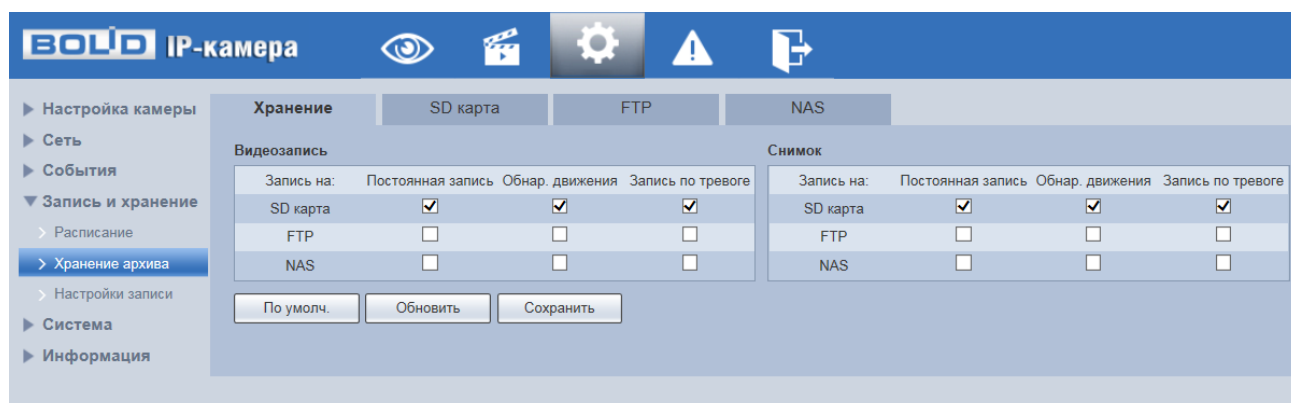 BOLID IP-камера
Настройка камеры
Сеть
События
Запись и хранение
Расписание
Хранение архива
Настройки записи
Система
Информация
Хранение SD карта FTP NAS
Видеозапись
Запись на: Постоянная запись Обнар. движения Запись по тревоге
SD карта
FTP
NAS
Снимок
Запись на: Постоянная запись Обнар. движения Запись по тревоге
SD карта
FTP
NAS
По умолч. Обновить Сохранить